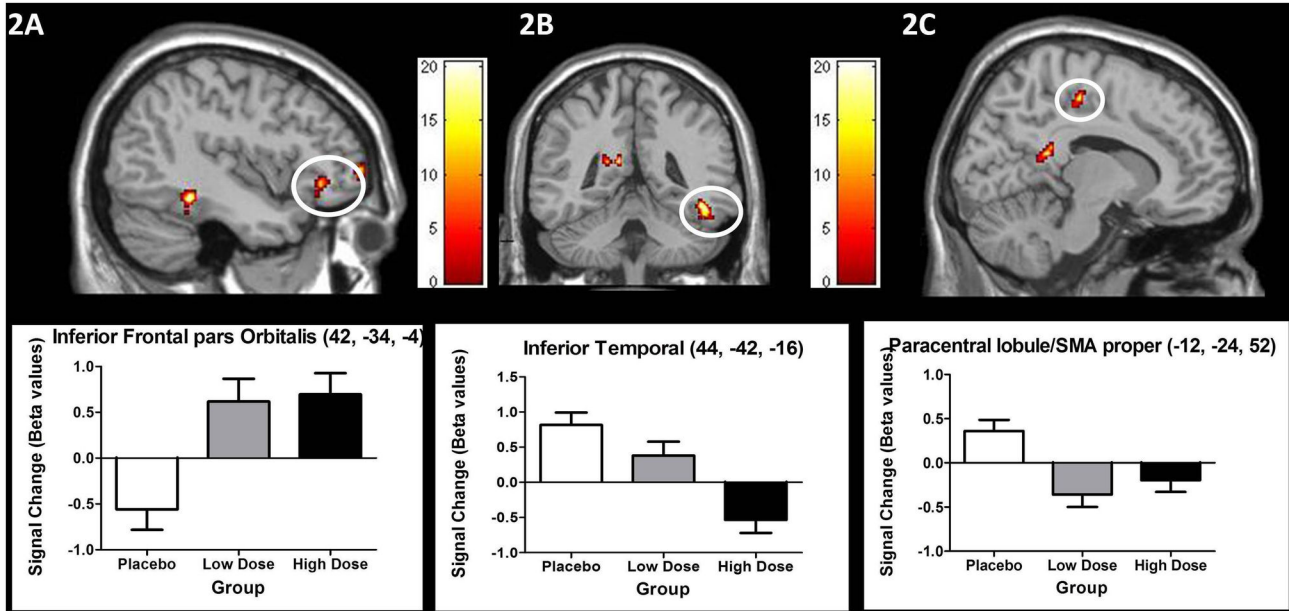 2A
2B
2C
20
15
10
5
0
20
15
10
5
0
Inferior Frontal pars Orbitalis (42, -34, -4)
Signal Change (Beta values)
1.0
0.5
0.0
-0.5
-1.0
Placebo Low Dose High Dose
Group
Inferior Temporal (44, -42, -16)
Signal Change (Beta values)
1.0
0.5
0.0
-0.5
-1.0
Placebo Low Dose High Dose
Group
Paracentral lobule/SMA proper (-12, -24, 52)
Signal Change (Beta values)
1.0
0.5
0.0
-0.5
-1.0
Placebo Low Dose High Dose
Group